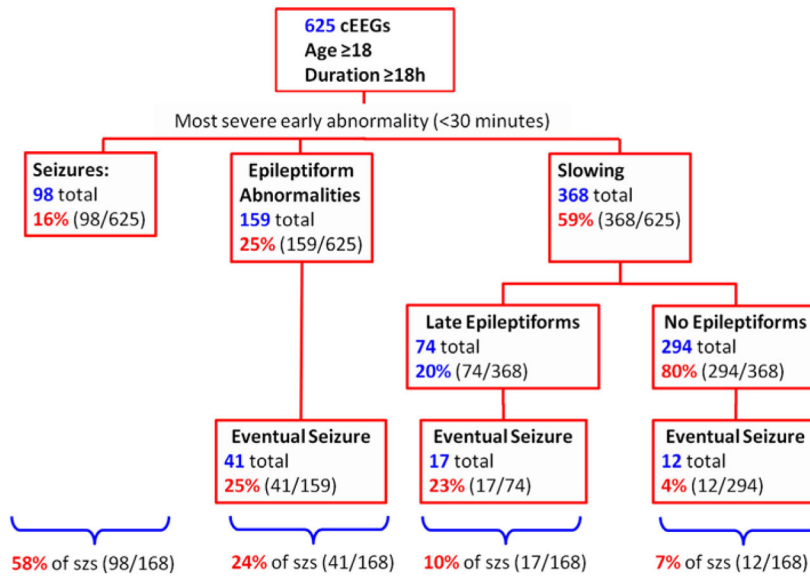 625 cEEGs
Age ≥18
Duration ≥18h
Most severe early abnormality (<30 minutes)
Seizures:
98 total
16% (98/625)
Epileptiform
Abnormalities
159 total
25% (159/625)
Slowing
368 total
59% (368/625)
Late Epileptiforms
74 total
20% (74/368)
No Epileptiforms
294 total
80% (294/368)
Eventual Seizure
41 total
25% (41/159)
Eventual Seizure
17 total
23% (17/74)
Eventual Seizure
12 total
4% (12/294)
58% of szs (98/168)
24% of szs (41/168)
10% of szs (17/168)
7% of szs (12/168)